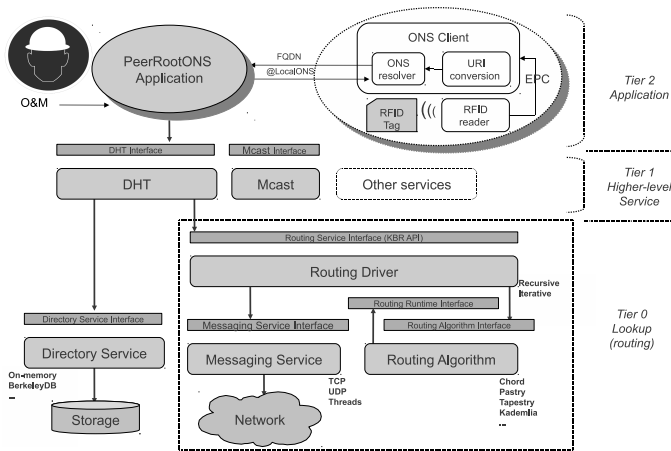 PeerRootONS
Application
O&M
FQDN
@LocalONS
ONS Client
ONS
resolver
URI
conversion
EPC
RFID
Tag
RFID
reader
Tier 2
Application
DHT Interface
Mcast Interface
DHT
Mcast
Other services
Tier 1
Higher-level
Service
Routing Service Interface (KBR API)
Routing Driver
Recursive
Iterative
Routing Runtime Interface
Directory Service Interface
Messaging Service Interface
Routing Algorithm Interface
Tier 0
Lookup
(routing)
Directory Service
Messaging Service
Routing Algorithm
On-memory
BerkeleyDB
...
TCP
UDP
Threads
Chord
Pastry
Tapestry
Kademlia
...
Storage
Network